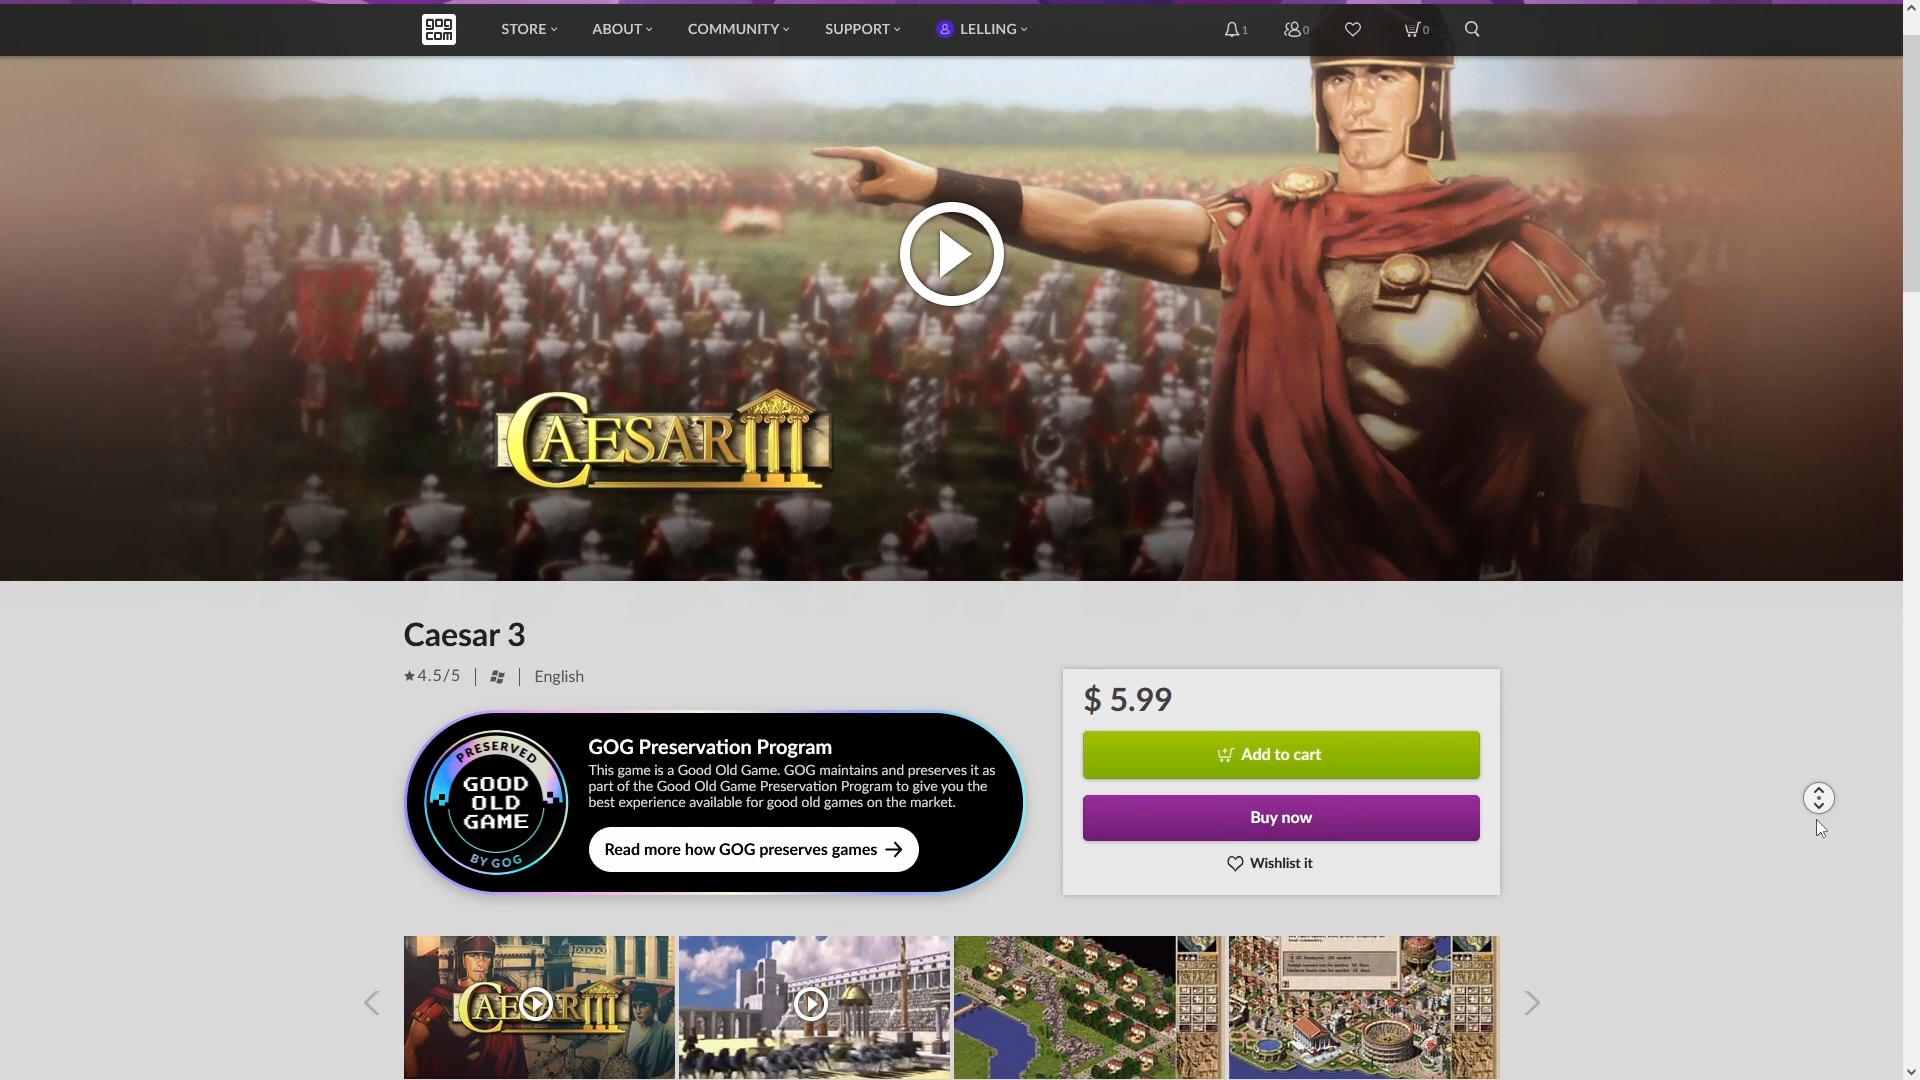 gog
com
STORE
ABOUT
COMMUNITY
SUPPORT
LELLING
1
0
0
CAESAR III
Caesar 3
4.5/5
English
PRESERVED
GOOD
OLD
GAME
BY GOG
GOG Preservation Program
This game is a Good Old Game. GOG maintains and preserves it as
part of the Good Old Game Preservation Program to give you the
best experience available for good old games on the market.
Read more how GOG preserves games
$ 5.99
Add to cart
Buy now
Wishlist it
CAESAR III